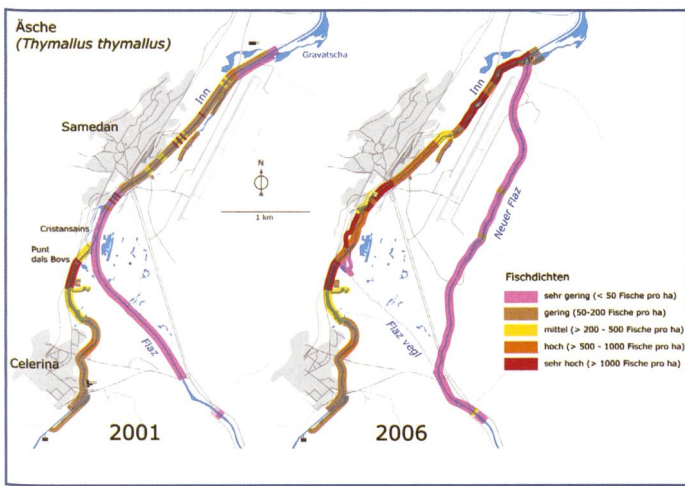 Äsche
(Thymallus thymallus)
Gravatscha
Inn
Samedan
N
1 km
Cristansains
Punt
dals Bovs
Flaz
Celerina
2001
Inn
Neuer Flaz
Flaz vegl
2006
Fischdichten
sehr gering (< 50 Fische pro ha)
gering (50-200 Fische pro ha)
mittel (> 200 - 500 Fische pro ha)
hoch (> 500 - 1000 Fische pro ha)
sehr hoch (> 1000 Fische pro ha)